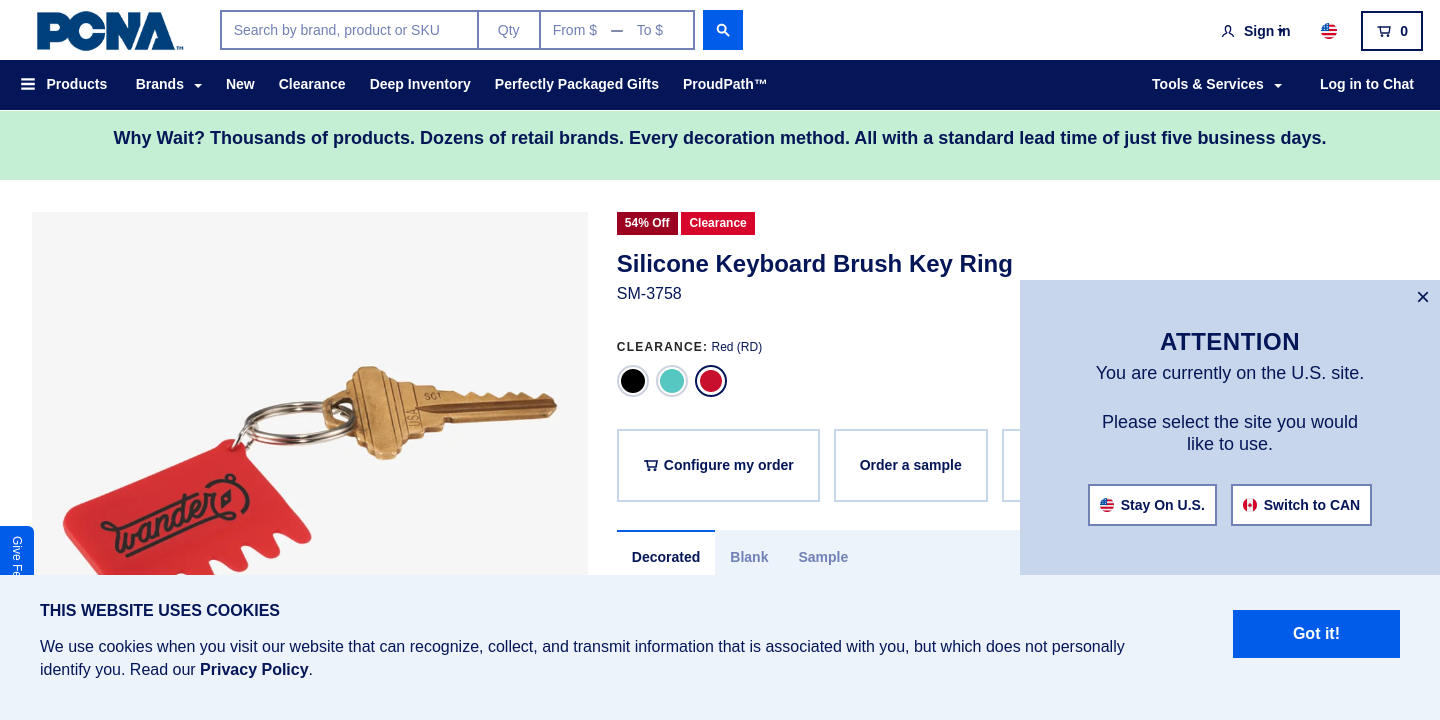 PCNA™
Search by brand, product or SKU
Qty
From $ — To $
Sign in
0
Products
Brands
New
Clearance
Deep Inventory
Perfectly Packaged Gifts
ProudPath™
Tools & Services
Log in to Chat
Why Wait? Thousands of products. Dozens of retail brands. Every decoration method. All with a standard lead time of just five business days.
54% Off
Clearance
Silicone Keyboard Brush Key Ring
SM-3758
CLEARANCE: Red (RD)
Configure my order
Order a sample
Decorated
Blank
Sample
wander
USA
SC1
×
ATTENTION
You are currently on the U.S. site.
Please select the site you would
like to use.
Stay On U.S.
Switch to CAN
Give Fe
THIS WEBSITE USES COOKIES
We use cookies when you visit our website that can recognize, collect, and transmit information that is associated with you, but which does not personally
identify you. Read our Privacy Policy.
Got it!